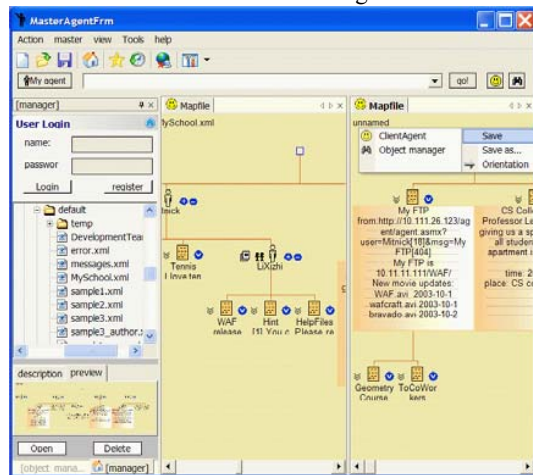 MasterAgentFrm
Action master view Tools help
My agent
go!
[manager]
User Login
name:
passwor
Login register
default
temp
DevelopmentTea
error.xml
messages.xml
MySchool.xml
sample1.xml
sample2.xml
sample3.xml
sample3_author.
description preview
Open Delete
[object mana... [manager]
Mapfile
MySchool.xml
nick
Tennis
I love ten
LiXizhi
WAF
release
Hint
[1] You c
HelpFiles
Please re
Mapfile
unnamed
ClientAgent
Object manager
Save
Save as...
Orientation
My FTP
from:http://10.111.26.123/ag
ent/agent.asmx?
user=Mitnick[18]&msg=My
FTP[404]
My FTP is
10.11.11.111/WAF/
New movie updates:
WAF.avi 2003-10-1
wafcraft.avi 2003-10-1
bravado.avi 2003-10-2
CS Coll
Professor Le
giving us a sp
all studen
apartment i
time: 2
place: CS c
Geometry
Course
ToCoWor
kers